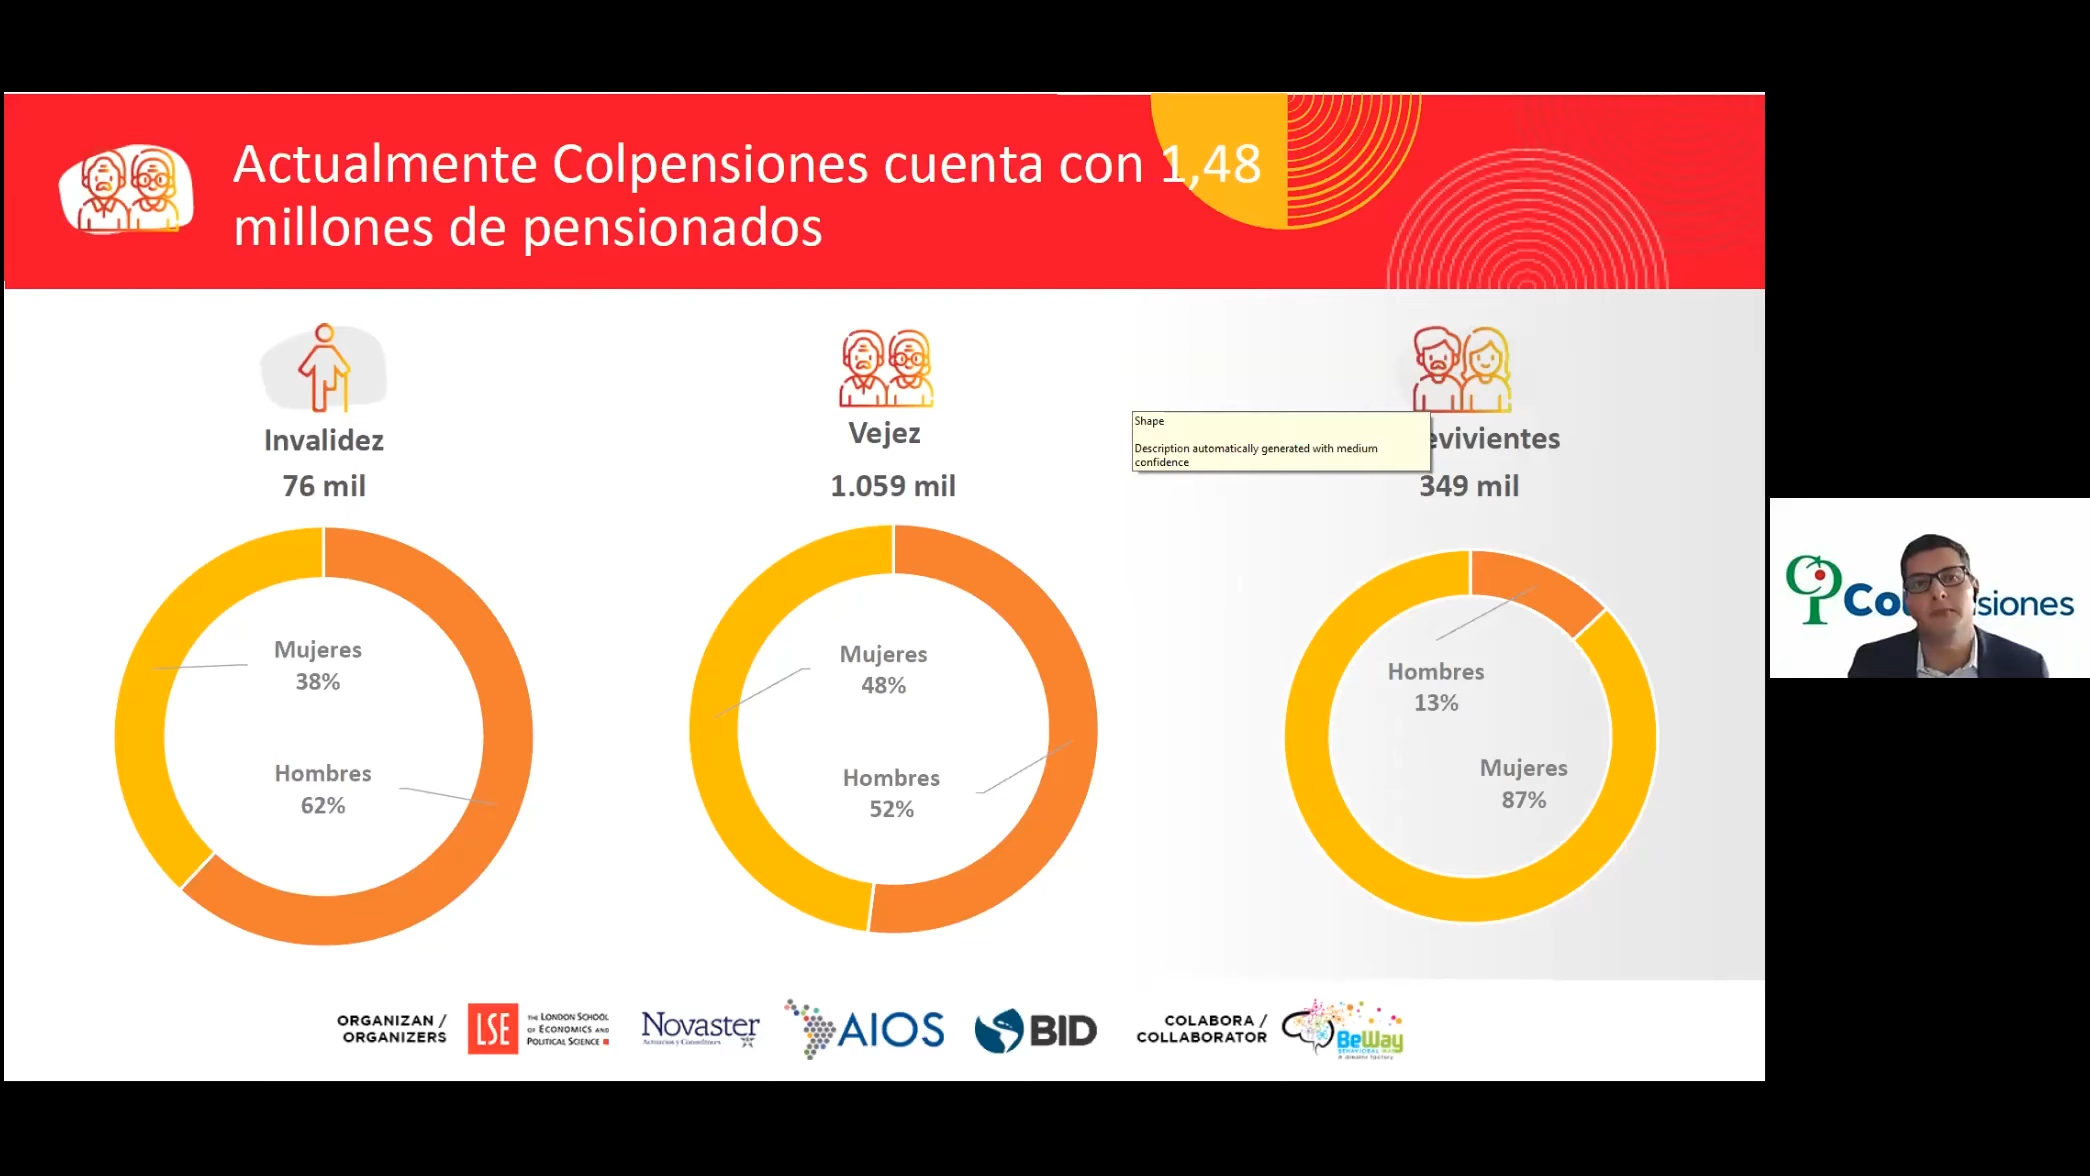 Actualmente Colpensiones cuenta con 1,48
millones de pensionados
Invalidez
76 mil
Mujeres
38%
Hombres
62%
Vejez
1.059 mil
Mujeres
48%
Hombres
52%
Shape
Description automatically generated with medium
confidence
evivientes
349 mil
Hombres
13%
Mujeres
87%
Co siones
ORGANIZAN /
ORGANIZERS
LSE
THE LONDON SCHOOL
OF ECONOMICS AND
POLITICAL SCIENCE
Novaster
Actuarios y Consultores
AIOS
BID
COLABORA /
COLLABORATOR
BeWay